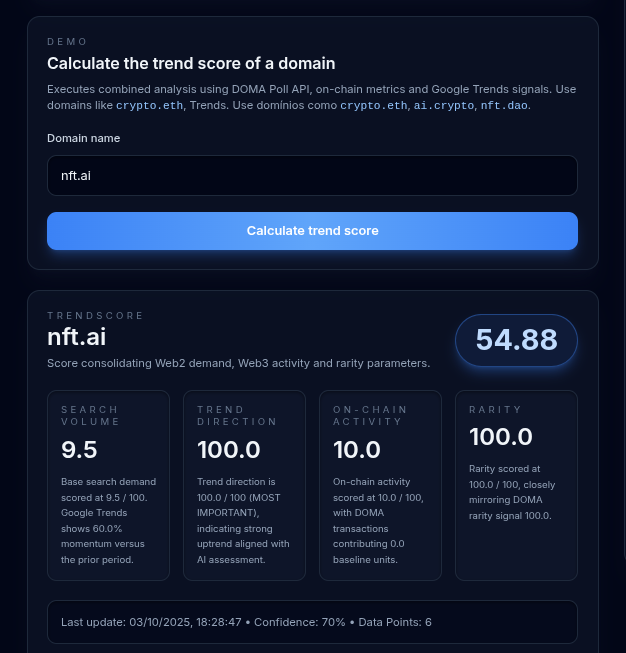 DEMO
Calculate the trend score of a domain
Executes combined analysis using DOMA Poll API, on-chain metrics and Google Trends signals. Use
domains like crypto.eth, Trends. Use domínios como crypto.eth, ai.crypto, nft.dao.
Domain name
nft.ai
Calculate trend score
TRENDSCORE
nft.ai
Score consolidating Web2 demand, Web3 activity and rarity parameters.
54.88
SEARCH
VOLUME
9.5
Base search demand
scored at 9.5 / 100.
Google Trends
shows 60.0%
momentum versus
the prior period.
TREND
DIRECTION
100.0
Trend direction is
100.0 / 100 (MOST
IMPORTANT),
indicating strong
uptrend aligned with
AI assessment.
ON-CHAIN
ACTIVITY
10.0
On-chain activity
scored at 10.0 / 100,
with DOMA
transactions
contributing 0.0
baseline units.
RARITY
100.0
Rarity scored at
100.0 / 100, closely
mirroring DOMA
rarity signal 100.0.
Last update: 03/10/2025, 18:28:47 • Confidence: 70% • Data Points: 6